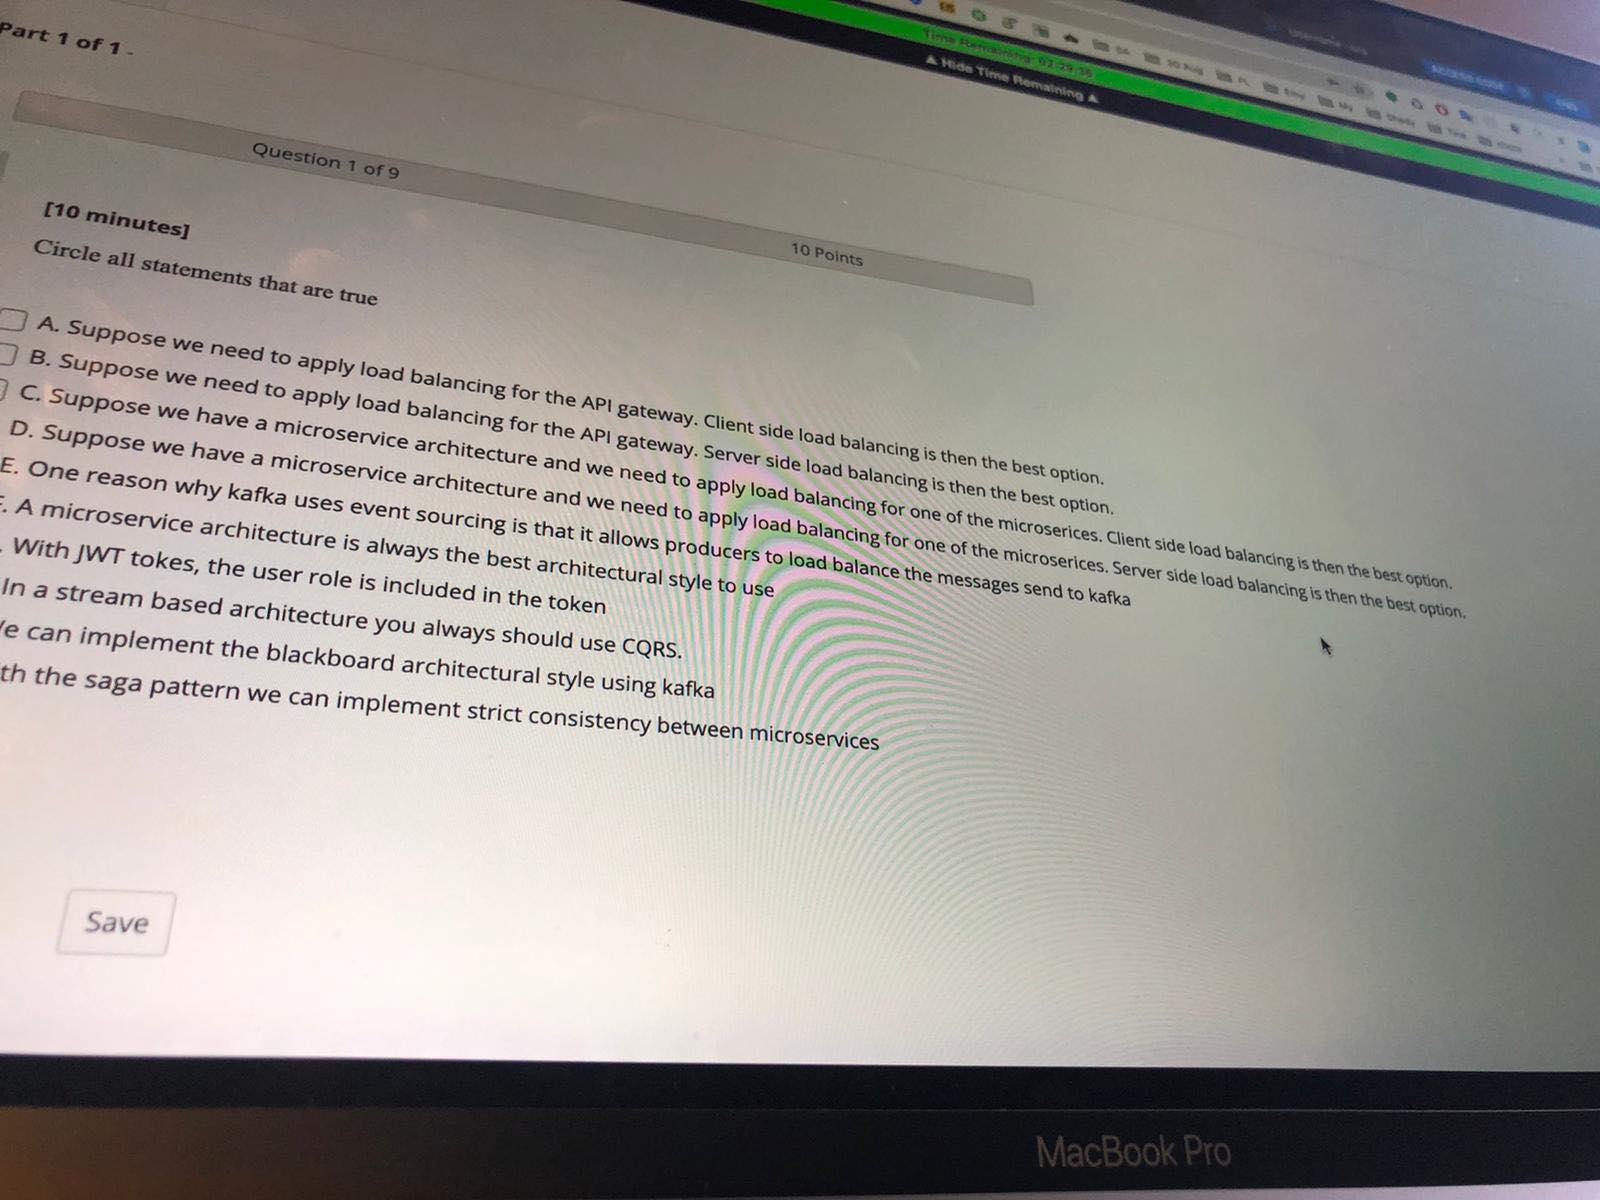 Part 1 of 1 -
Time Remaining: 02:29:36
▲ Hide Time Remaining ▲
Question 1 of 9
10 Points
[10 minutes]
Circle all statements that are true
A. Suppose we need to apply load balancing for the API gateway. Client side load balancing is then the best option.
B. Suppose we need to apply load balancing for the API gateway. Server side load balancing is then the best option.
C. Suppose we have a microservice architecture and we need to apply load balancing for one of the microserices. Client side load balancing is then the best option.
D. Suppose we have a microservice architecture and we need to apply load balancing for one of the microserices. Server side load balancing is then the best option.
E. One reason why kafka uses event sourcing is that it allows producers to load balance the messages send to kafka
. A microservice architecture is always the best architectural style to use
. With JWT tokes, the user role is included in the token
In a stream based architecture you always should use CQRS.
e can implement the blackboard architectural style using kafka
th the saga pattern we can implement strict consistency between microservices
Save
MacBook Pro